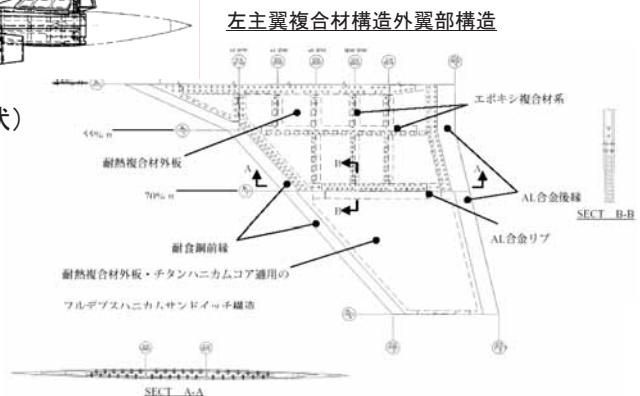 左主翼複合材構造外翼部構造
状）
エポキシ複合材系
耐熱複合材外板
A
B
A
70%
B
AL合金後縁
SECT B-B
AL合金リブ
耐食鋼前縁
耐熱複合材外板・チタンハニカムコア適用の
フルデプスハニカムサンドイッチ構造
SECT A-A